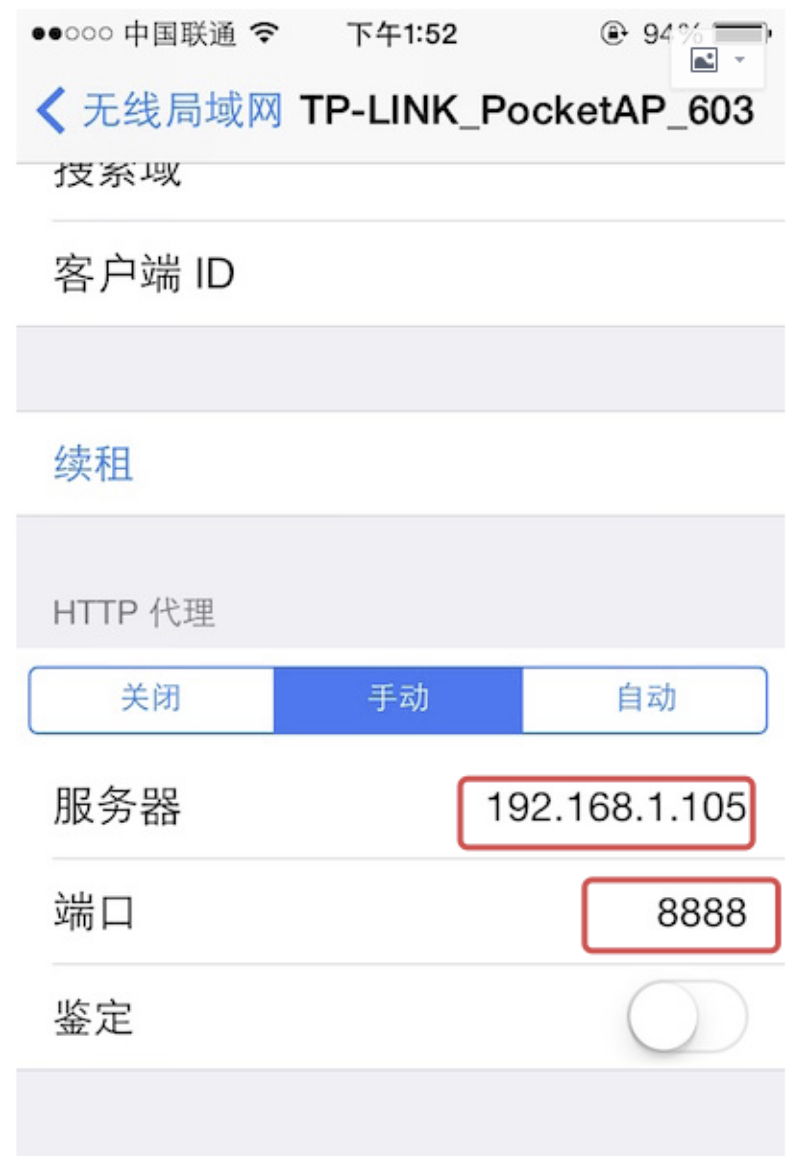 中国联通 下午1:52 94%
无线局域网 TP-LINK_PocketAP_603
搜索域
客户端 ID
续租
HTTP 代理
关闭 手动 自动
服务器 192.168.1.105
端口 8888
鉴定